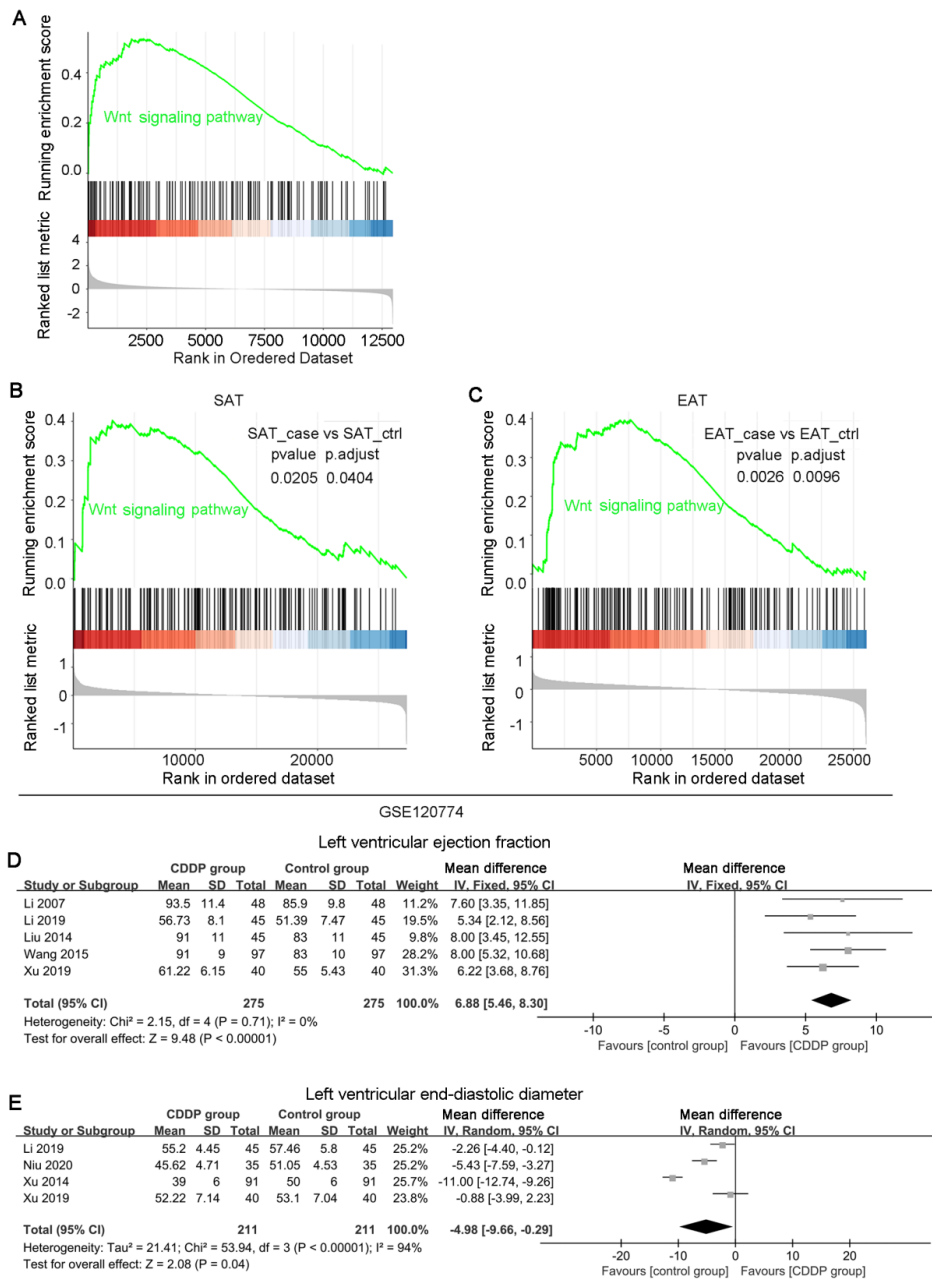 A
Running enrichment score
0.4
0.2
0.0
Wnt signaling pathway
Ranked list metric
4
2
0
-2
2500 5000 7500 10000 12500
Rank in Oredered Dataset
B
SAT
Running enrichment score
0.4
0.3
0.2
0.1
0.0
SAT_case vs SAT_ctrl
pvalue p.adjust
0.0205 0.0404
Wnt signaling pathway
Ranked list metric
1
0
-1
10000 20000
Rank in ordered dataset
C
EAT
Running enrichment score
0.4
0.3
0.2
0.1
0.0
EAT_case vs EAT_ctrl
pvalue p.adjust
0.0026 0.0096
Wnt signaling pathway
Ranked list metric
1
0
-1
5000 10000 15000 20000 25000
Rank in ordered dataset
GSE120774
D
Left ventricular ejection fraction
CDDP group Control group Mean difference Mean difference
Study or Subgroup Mean SD Total Mean SD Total Weight IV, Fixed, 95% CI IV, Fixed, 95% CI
Li 2007 93.5 11.4 48 85.9 9.8 48 11.2% 7.60 [3.35, 11.85]
Li 2019 56.73 8.1 45 51.39 7.47 45 19.5% 5.34 [2.12, 8.56]
Liu 2014 91 11 45 83 11 45 9.8% 8.00 [3.45, 12.55]
Wang 2015 91 9 97 83 10 97 28.2% 8.00 [5.32, 10.68]
Xu 2019 61.22 6.15 40 55 5.43 40 31.3% 6.22 [3.68, 8.76]
Total (95% CI) 275 275 100.0% 6.88 [5.46, 8.30]
Heterogeneity: Chi² = 2.15, df = 4 (P = 0.71); I² = 0%
Test for overall effect: Z = 9.48 (P < 0.00001)
-10 -5 0 5 10
Favours [control group] Favours [CDDP group]
E
Left ventricular end-diastolic diameter
CDDP group Control group Mean difference Mean difference
Study or Subgroup Mean SD Total Mean SD Total Weight IV, Random, 95% CI IV, Random, 95% CI
Li 2019 55.2 4.45 45 57.46 5.8 45 25.2% -2.26 [-4.40, -0.12]
Niu 2020 45.62 4.71 35 51.05 4.53 35 25.2% -5.43 [-7.59, -3.27]
Xu 2014 39 6 91 50 6 91 25.7% -11.00 [-12.74, -9.26]
Xu 2019 52.22 7.14 40 53.1 7.04 40 23.8% -0.88 [-3.99, 2.23]
Total (95% CI) 211 211 100.0% -4.98 [-9.66, -0.29]
Heterogeneity: Tau² = 21.41; Chi² = 53.94, df = 3 (P < 0.00001); I² = 94%
Test for overall effect: Z = 2.08 (P = 0.04)
-20 -10 0 10 20
Favours [control group] Favours [CDDP group]